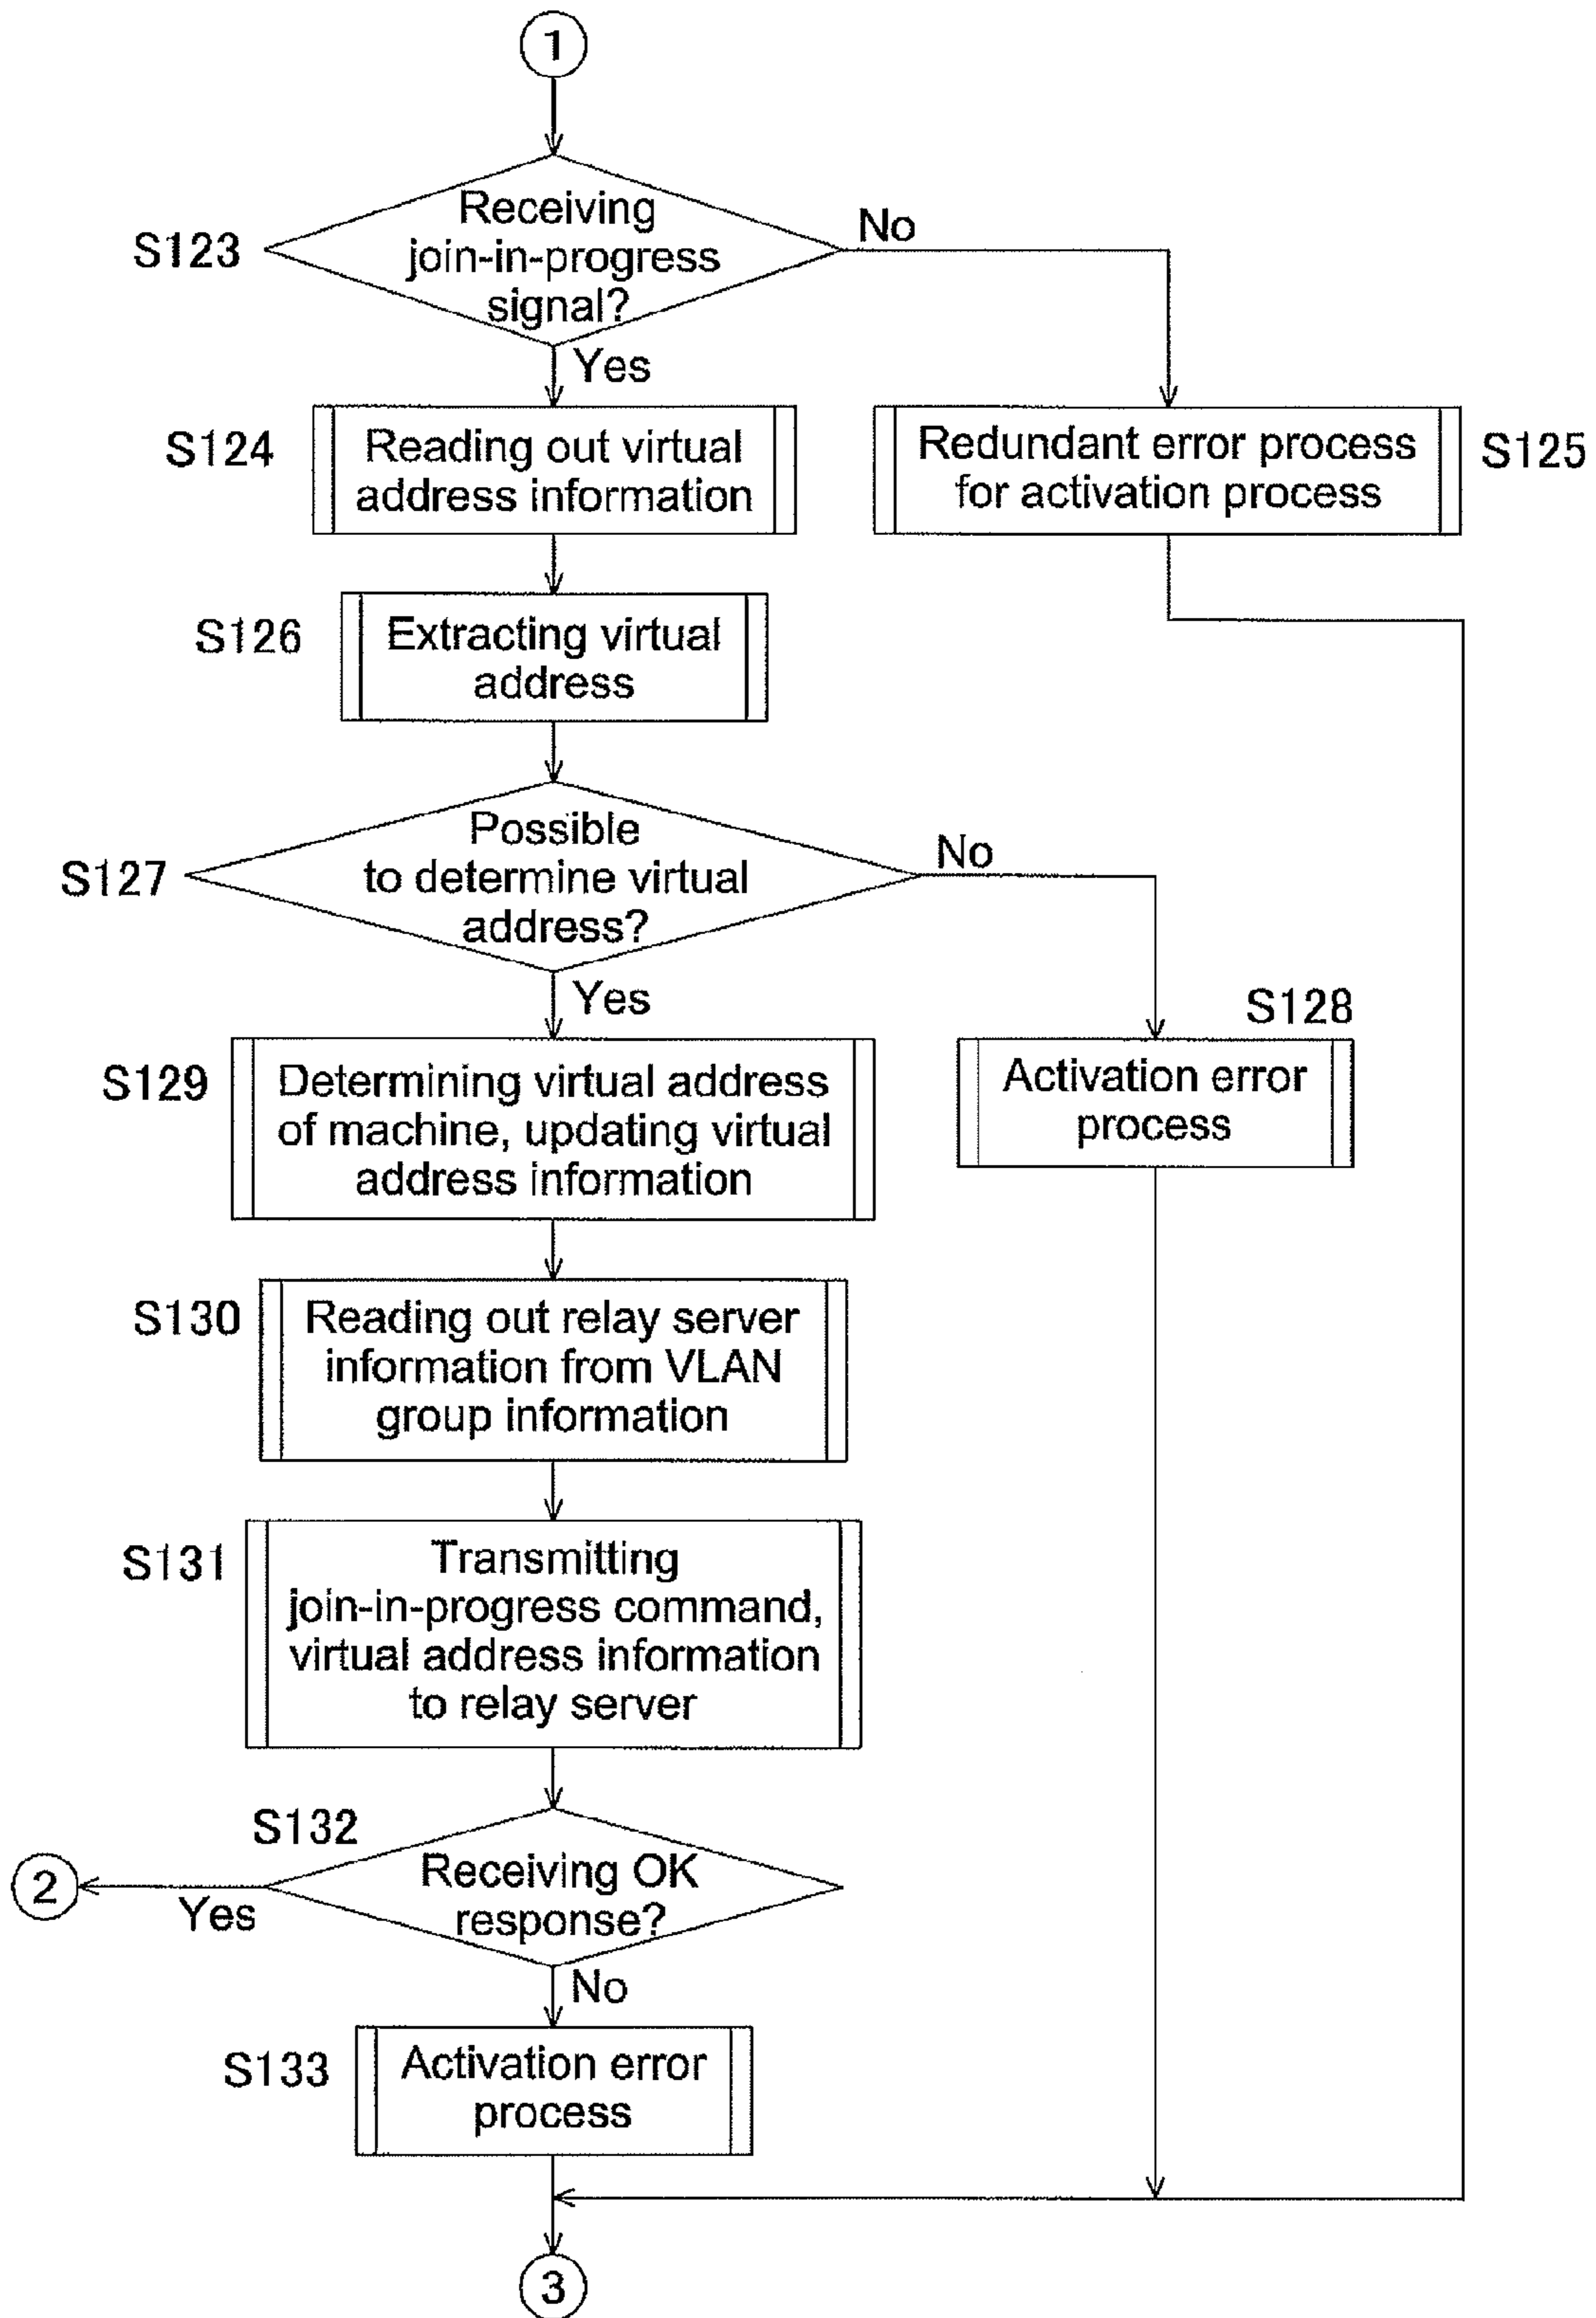 1
S123
Receiving
join-in-progress
signal?
No
Yes
S124
Reading out virtual
address information
Redundant error process
for activation process
S125
S126
Extracting virtual
address
S127
Possible
to determine virtual
address?
No
Yes
S128
Activation error
process
S129
Determining virtual address
of machine, updating virtual
address information
S130
Reading out relay server
information from VLAN
group information
S131
Transmitting
join-in-progress command,
virtual address information
to relay server
S132
Receiving OK
response?
2
Yes
No
S133
Activation error
process
3